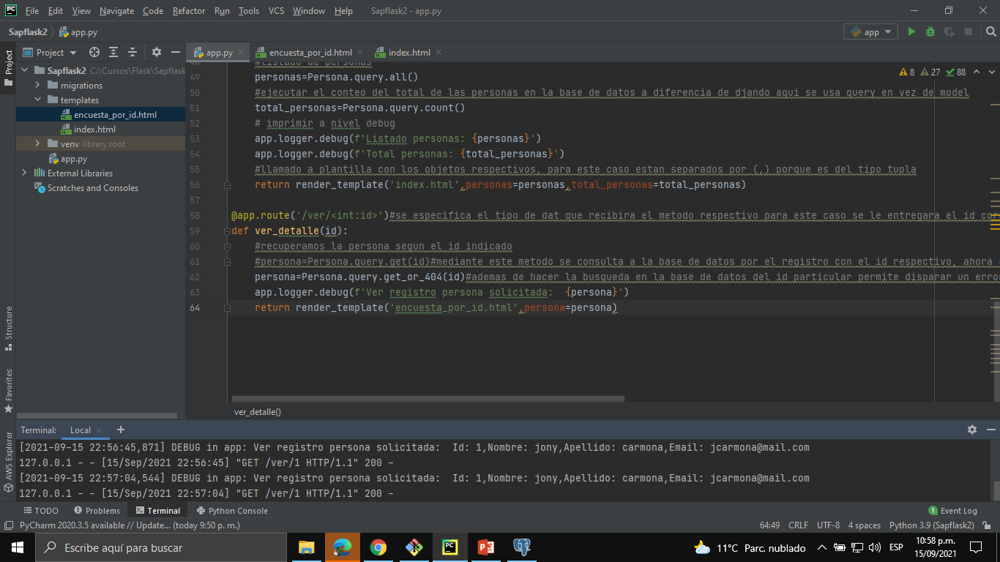 PC File Edit View Navigate Code Refactor Run Tools VCS Window Help Sapflask2 - app.py
Sapflask2 app.py app
Project app.py encuesta_por_id.html index.html
Project
Sapflask2 C:\Cursos\Flask\Sapflask
migrations
templates
encuesta_por_id.html
index.html
venv library root
app.py
External Libraries
Scratches and Consoles
Structure
Favorites
AWS Explorer
8 27 88
48 #listado de personas
49 personas=Persona.query.all()
50 #ejecutar el conteo del total de las personas en la base de datos a diferencia de djando aqui se usa query en vez de model
51 total_personas=Persona.query.count()
52 # imprimir a nivel debug
53 app.logger.debug(f'Listado personas: {personas}')
54 app.logger.debug(f'Total personas: {total_personas}')
55 #llamado a plantilla con los objetos respectivos, para este caso estan separados por (,) porque es del tipo tupla
56 return render_template('index.html',personas=personas,total_personas=total_personas)
57
58 @app.route('/ver/<int:id>')#se especifica el tipo de dat que recibira el metodo respectivo para este caso se le entregara el id cor
59 def ver_detalle(id):
60 #recuperamos la persona segun el id indicado
61 #persona=Persona.query.get(id)#mediante este metodo se consulta a la base de datos por el registro con el id respectivo, ahora s
62 persona=Persona.query.get_or_404(id)#ademas de hacer la busqueda en la base de datos del id particular permite disparar un erro
63 app.logger.debug(f'Ver registro persona solicitada:  {persona}')
64 return render_template('encuesta_por_id.html',persona=persona)
ver_detalle()
Terminal: Local
[2021-09-15 22:56:45,871] DEBUG in app: Ver registro persona solicitada:  Id: 1,Nombre: jony,Apellido: carmona,Email: jcarmona@mail.com
127.0.0.1 - - [15/Sep/2021 22:56:45] "GET /ver/1 HTTP/1.1" 200 -
[2021-09-15 22:57:04,544] DEBUG in app: Ver registro persona solicitada:  Id: 1,Nombre: jony,Apellido: carmona,Email: jcarmona@mail.com
127.0.0.1 - - [15/Sep/2021 22:57:04] "GET /ver/1 HTTP/1.1" 200 -
TODO Problems Terminal Python Console 1 Event Log
PyCharm 2020.3.5 available // Update... (today 9:50 p. m.) 64:49 CRLF UTF-8 4 spaces Python 3.9 (Sapflask2)
Escribe aquí para buscar PC P 11°C Parc. nublado ESP 10:58 p.m.
15/09/2021